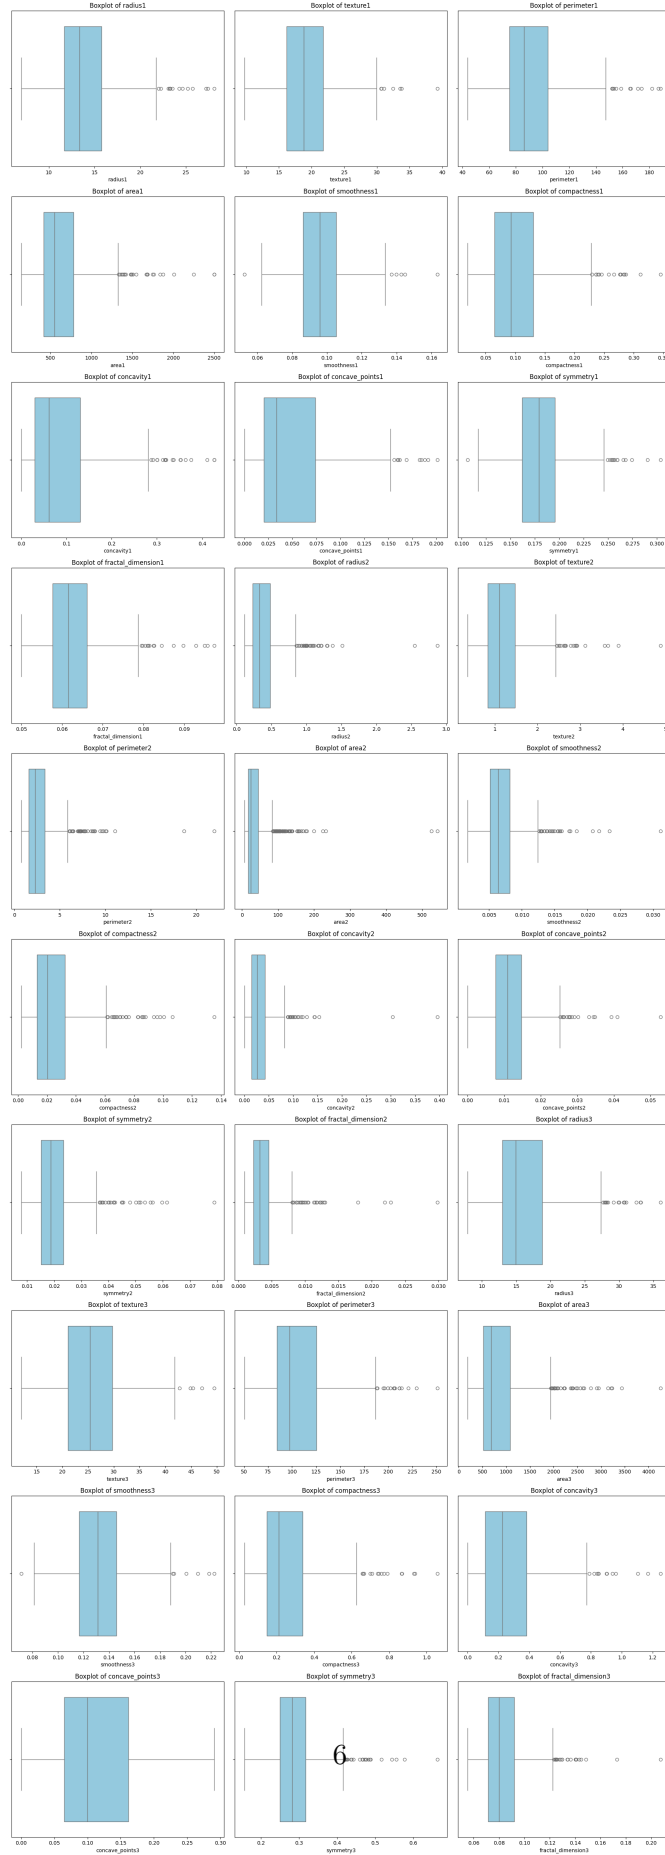 Boxplot of radius1 Boxplot of texture1 Boxplot of perimeter1
10 15 20 25 10 15 20 25 30 35 40 40 60 80 100 120 140 160 180
radius1 texture1 perimeter1
Boxplot of area1 Boxplot of smoothness1 Boxplot of compactness1
500 1000 1500 2000 2500 0.06 0.08 0.10 0.12 0.14 0.16 0.05 0.10 0.15 0.20 0.25 0.30 0.35
area1 smoothness1 compactness1
Boxplot of concavity1 Boxplot of concave_points1 Boxplot of symmetry1
0.0 0.1 0.2 0.3 0.4 0.000 0.025 0.050 0.075 0.100 0.125 0.150 0.175 0.200 0.100 0.125 0.150 0.175 0.200 0.225 0.250 0.275 0.300
concavity1 concave_points1 symmetry1
Boxplot of fractal_dimension1 Boxplot of radius2 Boxplot of texture2
0.05 0.06 0.07 0.08 0.09 0.0 0.5 1.0 1.5 2.0 2.5 3.0 1 2 3 4 5
fractal_dimension1 radius2 texture2
Boxplot of perimeter2 Boxplot of area2 Boxplot of smoothness2
0 5 10 15 20 0 100 200 300 400 500 0.005 0.010 0.015 0.020 0.025 0.030
perimeter2 area2 smoothness2
Boxplot of compactness2 Boxplot of concavity2 Boxplot of concave_points2
0.00 0.02 0.04 0.06 0.08 0.10 0.12 0.14 0.00 0.05 0.10 0.15 0.20 0.25 0.30 0.35 0.40 0.00 0.01 0.02 0.03 0.04 0.05
compactness2 concavity2 concave_points2
Boxplot of symmetry2 Boxplot of fractal_dimension2 Boxplot of radius3
0.01 0.02 0.03 0.04 0.05 0.06 0.07 0.08 0.000 0.005 0.010 0.015 0.020 0.025 0.030 10 15 20 25 30 35
symmetry2 fractal_dimension2 radius3
Boxplot of texture3 Boxplot of perimeter3 Boxplot of area3
15 20 25 30 35 40 45 50 50 75 100 125 150 175 200 225 250 0 500 1000 1500 2000 2500 3000 3500 4000
texture3 perimeter3 area3
Boxplot of smoothness3 Boxplot of compactness3 Boxplot of concavity3
0.08 0.10 0.12 0.14 0.16 0.18 0.20 0.22 0.0 0.2 0.4 0.6 0.8 1.0 0.0 0.2 0.4 0.6 0.8 1.0 1.2
smoothness3 compactness3 concavity3
Boxplot of concave_points3 Boxplot of symmetry3 Boxplot of fractal_dimension3
6
0.00 0.05 0.10 0.15 0.20 0.25 0.30 0.2 0.3 0.4 0.5 0.6 0.06 0.08 0.10 0.12 0.14 0.16 0.18 0.20
concave_points3 symmetry3 fractal_dimension3